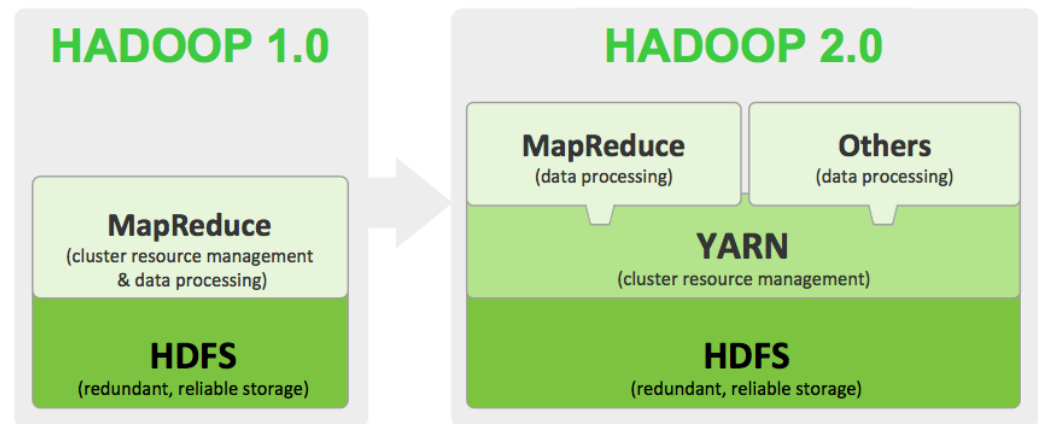 HADOOP 1.0
MapReduce
(cluster resource management
& data processing)
HDFS
(redundant, reliable storage)
HADOOP 2.0
MapReduce
(data processing)
Others
(data processing)
YARN
(cluster resource management)
HDFS
(redundant, reliable storage)